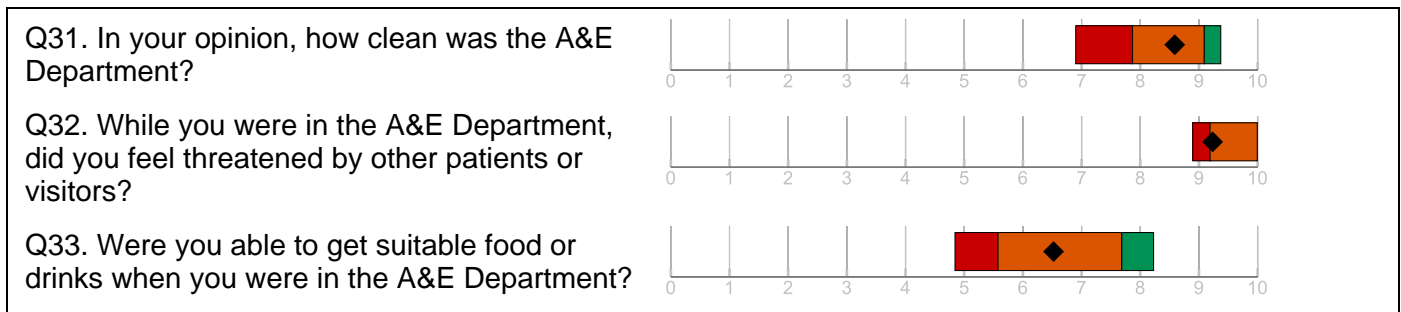 Q31. In your opinion, how clean was the A&E
Department?
0 1 2 3 4 5 6 7 8 9 10
Q32. While you were in the A&E Department,
did you feel threatened by other patients or
visitors?
0 1 2 3 4 5 6 7 8 9 10
Q33. Were you able to get suitable food or
drinks when you were in the A&E Department?
0 1 2 3 4 5 6 7 8 9 10